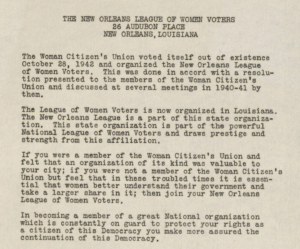 THE NEW ORLEANS LEAGUE OF WOMEN VOTERS
26 AUDUBON PLACE
NEW ORLEANS, LOUISIANA
The Woman Citizen's Union voted itself out of existence
October 28, 1942 and organized the New Orleans League
of Women Voters. This was done in accord with a resolu-
tion presented to the members of the Woman Citizen's
Union and discussed at several meetings in 1940-41 by
them.
The League of Women Voters is now organized in Louisiana.
The New Orleans League is a part of this state organiza-
tion. This state organization is part of the powerful
National League of Women Voters and draws prestige and
strength from this affiliation.
If you were a member of the Woman Citizen's Union and
felt that an organization of its kind was valuable to
your city; if you were not a member of the Woman Citizen's
Union but feel that in these troubled times it is essen-
tial that women better understand their government and
take a larger share in it; then join your New Orleans
League of Women Voters.
In becoming a member of a great National organization
which is constantly on guard to protect your rights as
a citizen of this Democracy you make more assured the
continuation of this Democracy.